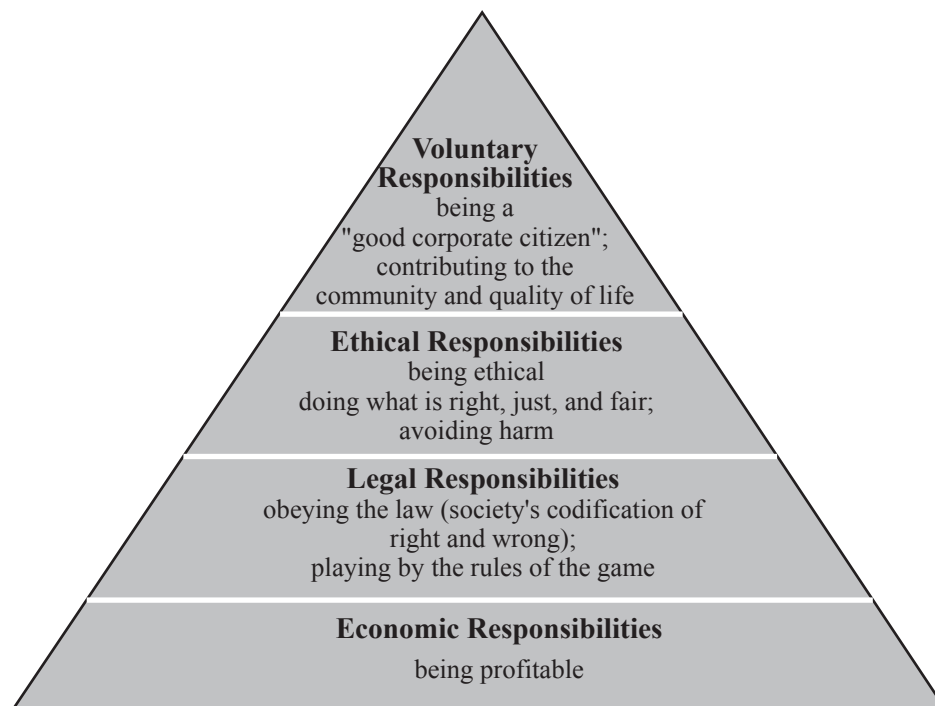 Voluntary
Responsibilities
being a
"good corporate citizen";
contributing to the
community and quality of life
Ethical Responsibilities
being ethical
doing what is right, just, and fair;
avoiding harm
Legal Responsibilities
obeying the law (society's codification of
right and wrong);
playing by the rules of the game
Economic Responsibilities
being profitable